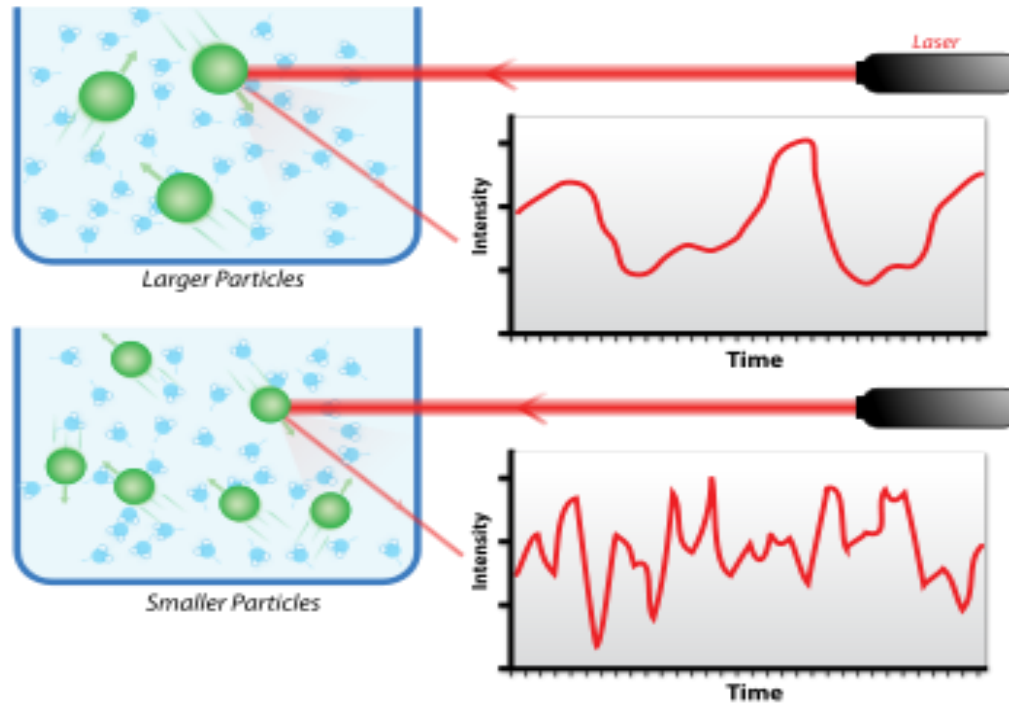 Laser
Intensity
Larger Particles
Time
Intensity
Smaller Particles
Time